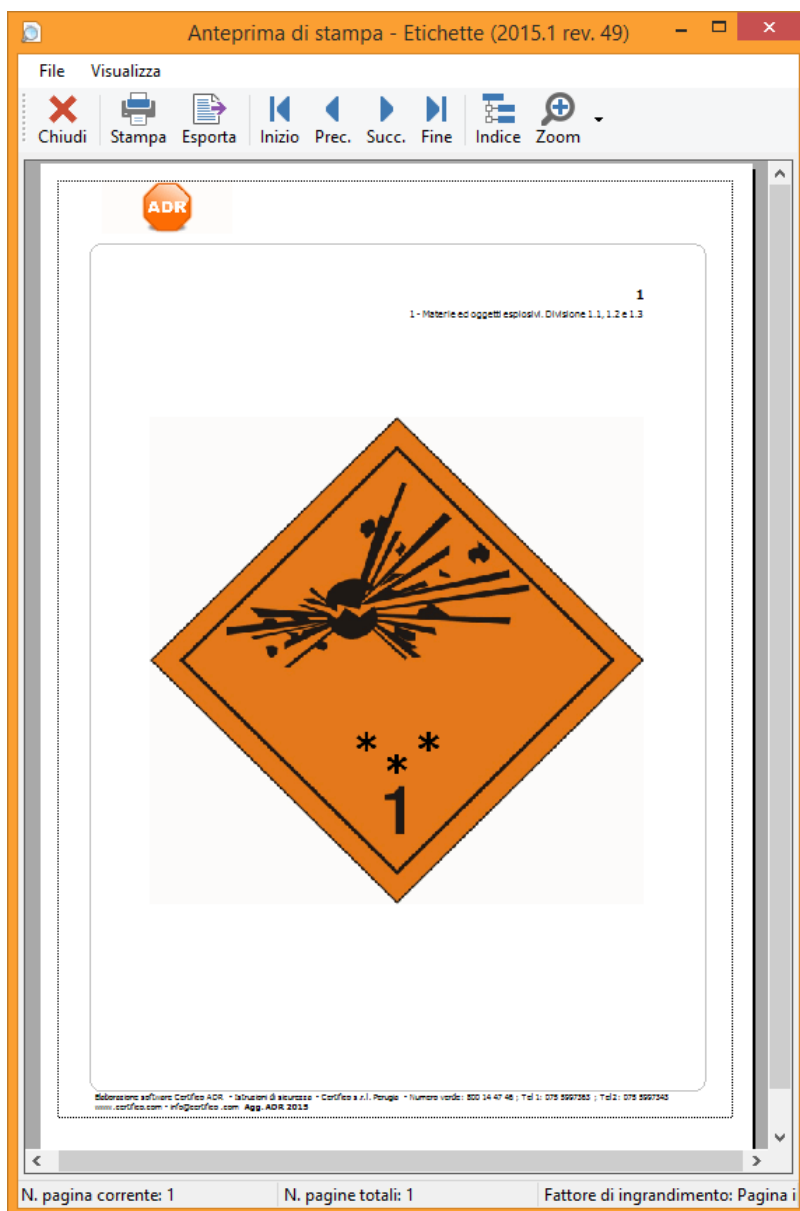 Anteprima di stampa - Etichette (2015.1 rev. 49)
File Visualizza
Chiudi Stampa Esporta Inizio Prec. Succ. Fine Indice Zoom
ADR
1
1 - Materie ed oggetti esplosivi. Divisione 1.1, 1.2 e 1.3
* * *
1
Elaborazione software Certifico ADR - Istruzioni di sicurezza - Certifico s.r.l. Perugia - Numero verde: 800 14 47 46 ; Tel 1: 075 5997363 ; Tel 2: 075 5997343
www.certifico.com - info@certifico.com Agg. ADR 2015
N. pagina corrente: 1 N. pagine totali: 1 Fattore di ingrandimento: Pagina i